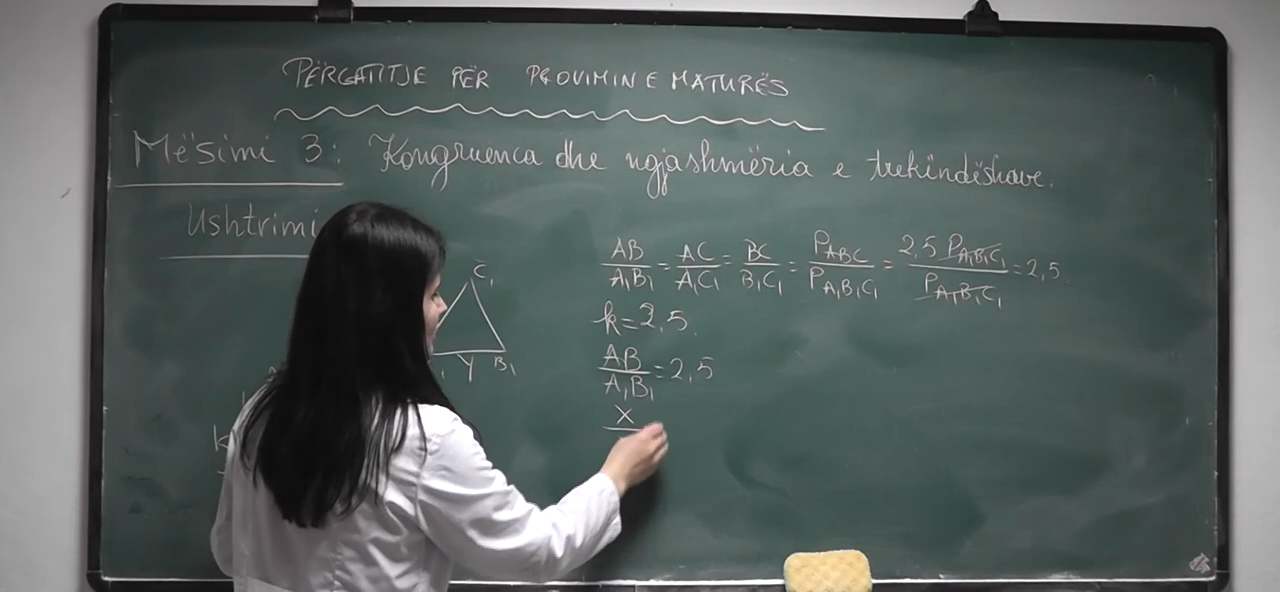 PËRGATITJE PËR PROVIMIN E MATURËS
Mësimi 3: Kongruenca dhe ngjashmëria e trekëndëshave.
Ushtrimi
AB/A₁B₁ = AC/A₁C₁ = BC/B₁C₁ = P_ABC/P_A₁B₁C₁ = 2,5 P_A₁B₁C₁/P_A₁B₁C₁ = 2,5
C₁
k = 2,5
Y B₁
AB/A₁B₁ = 2,5
X